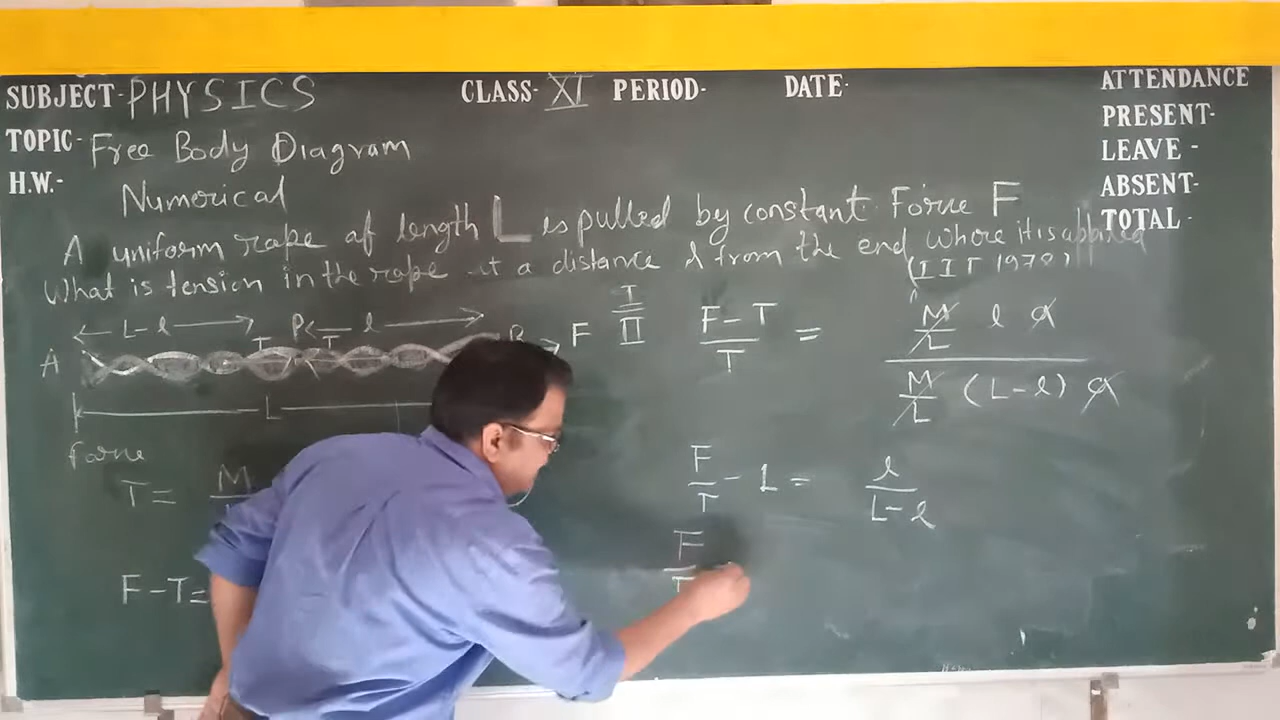 SUBJECT- PHYSICS CLASS- XI PERIOD- DATE- ATTENDANCE
TOPIC- Free Body Diagram PRESENT-
H.W.- LEAVE -
Numerical ABSENT-
A uniform rope of length L is pulled by constant Force F TOTAL -
What is tension in the rope at a distance l from the end where it is applied
(IIT 1978)
L-l P l
A T T B F
L
Force
T = M
F-T=
I/II (F-T)/T = (M/L l a)/(M/L (L-l) a)
F/T - L = l/(L-l)
F/T